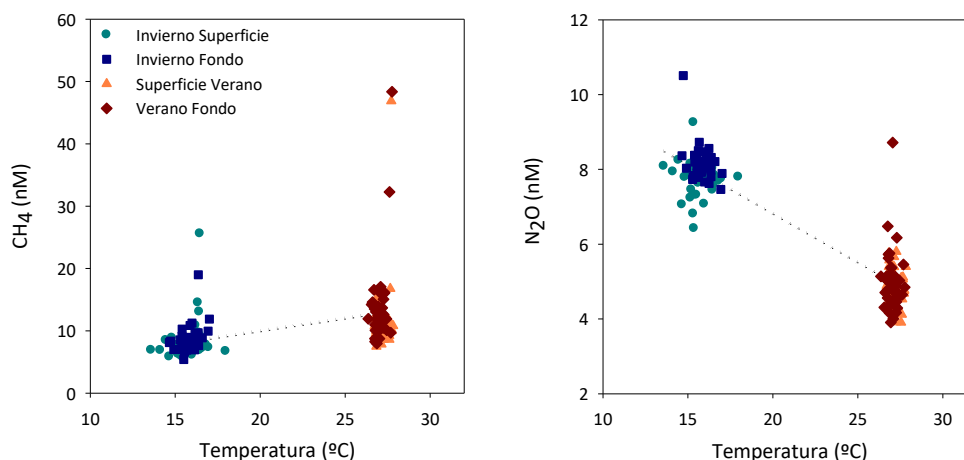 60
50
40
30
20
10
0
CH4 (nM)
Invierno Superficie
Invierno Fondo
Superficie Verano
Verano Fondo
10 15 20 25 30
Temperatura (ºC)
12
10
8
6
4
2
N2O (nM)
10 15 20 25 30
Temperatura (ºC)